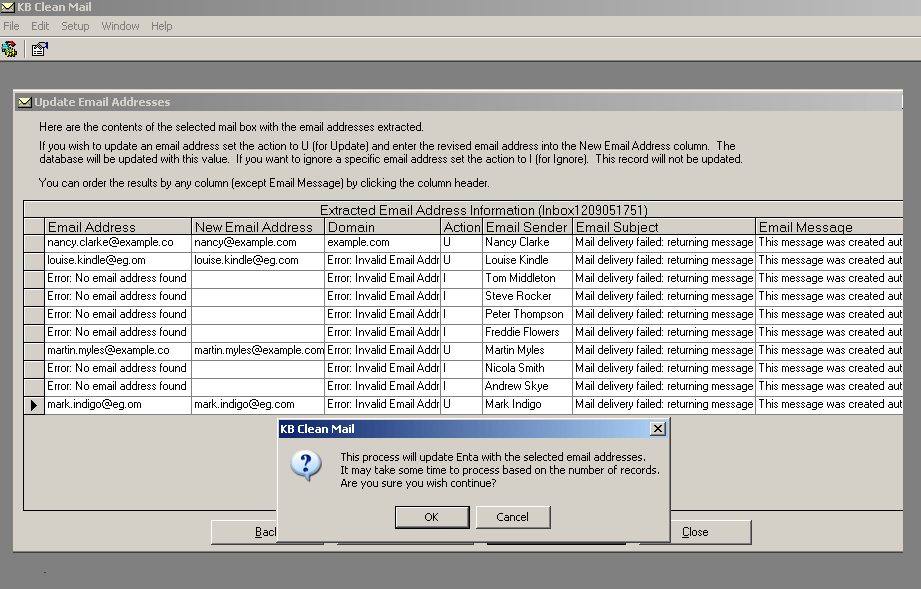 KB Clean Mail
File Edit Setup Window Help
Update Email Addresses
Here are the contents of the selected mail box with the email addresses extracted.
If you wish to update an email address set the action to U (for Update) and enter the revised email address into the New Email Address column. The
database will be updated with this value. If you want to ignore a specific email address set the action to I (for Ignore). This record will not be updated.
You can order the results by any column (except Email Message) by clicking the column header.
Extracted Email Address Information (Inbox1209051751)
Email Address New Email Address Domain Action Email Sender Email Subject Email Message
nancy.clarke@example.co nancy@example.com example.com U Nancy Clarke Mail delivery failed: returning message This message was created aut
louise.kindle@eg.om louise.kindle@eg.com Error: Invalid Email Addr U Louise Kindle Mail delivery failed: returning message This message was created aut
Error: No email address found Error: Invalid Email Addr I Tom Middleton Mail delivery failed: returning message This message was created aut
Error: No email address found Error: Invalid Email Addr I Steve Rocker Mail delivery failed: returning message This message was created aut
Error: No email address found Error: Invalid Email Addr I Peter Thompson Mail delivery failed: returning message This message was created aut
Error: No email address found Error: Invalid Email Addr I Freddie Flowers Mail delivery failed: returning message This message was created aut
martin.myles@example.co martin.myles@example.com Error: Invalid Email Addr U Martin Myles Mail delivery failed: returning message This message was created aut
Error: No email address found Error: Invalid Email Addr I Nicola Smith Mail delivery failed: returning message This message was created aut
Error: No email address found Error: Invalid Email Addr I Andrew Skye Mail delivery failed: returning message This message was created aut
mark.indigo@eg.om mark.indigo@eg.com Error: Invalid Email Addr U Mark Indigo Mail delivery failed: returning message This message was created aut
KB Clean Mail
This process will update Enta with the selected email addresses.
It may take some time to process based on the number of records.
Are you sure you wish continue?
OK Cancel
Bac Close